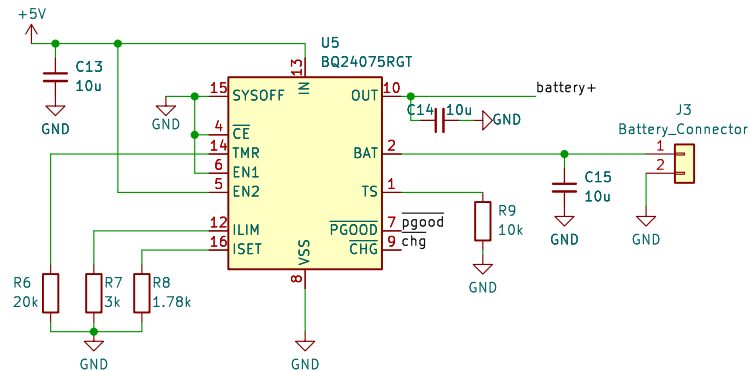 +5V
U5
BQ24075RGT
C13
10u
GND
13
IN
15
SYSOFF
OUT
10
battery+
GND
C14
10u
GND
4
CE
14
TMR
6
EN1
5
EN2
BAT
2
TS
1
J3
Battery_Connector
1
2
C15
10u
GND
GND
12
ILIM
16
ISET
PGOOD
7
pgood
CHG
9
chg
R9
10k
GND
VSS
8
R6
20k
R7
3k
R8
1.78k
GND
GND